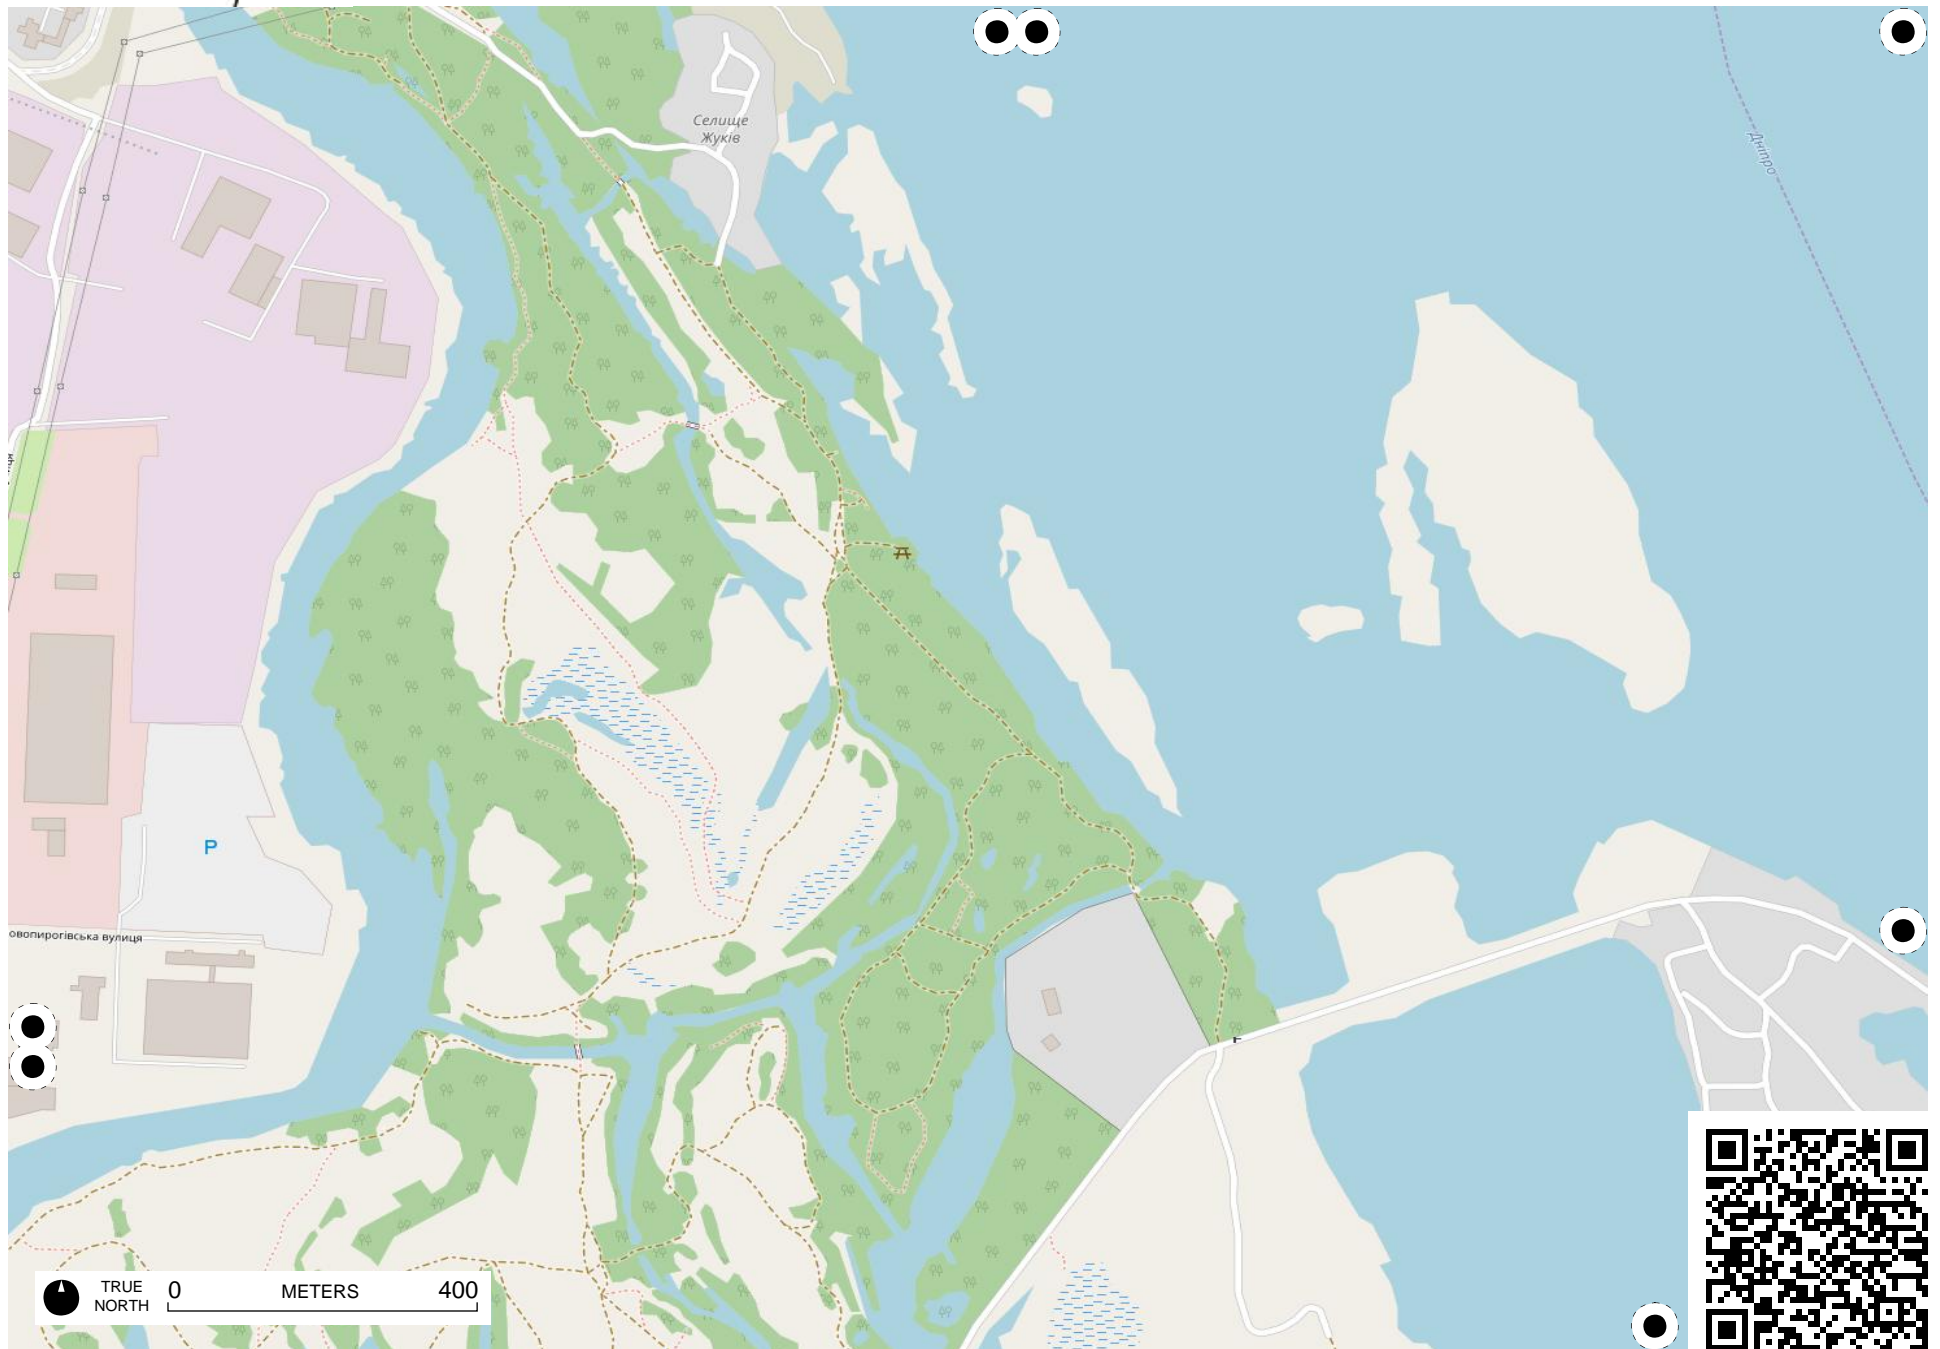 Селище
Жуків
Дніпро
P
овопирогівська вулиця
TRUE
NORTH
0
METERS
400